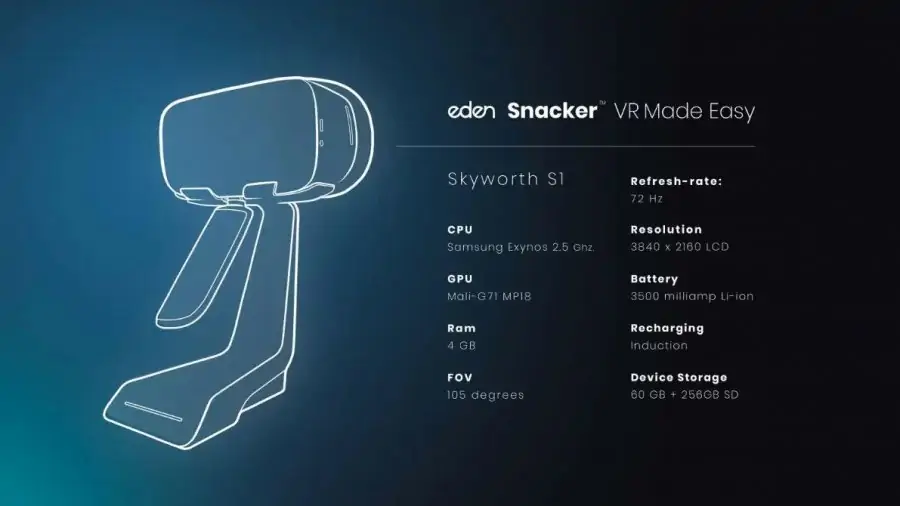 eden Snacker™ VR Made Easy
Skyworth S1
CPU
Samsung Exynos 2.5 Ghz.
GPU
Mali-G71 MP18
Ram
4 GB
FOV
105 degrees
Refresh-rate:
72 Hz
Resolution
3840 x 2160 LCD
Battery
3500 milliamp Li-ion
Recharging
Induction
Device Storage
60 GB + 256GB SD